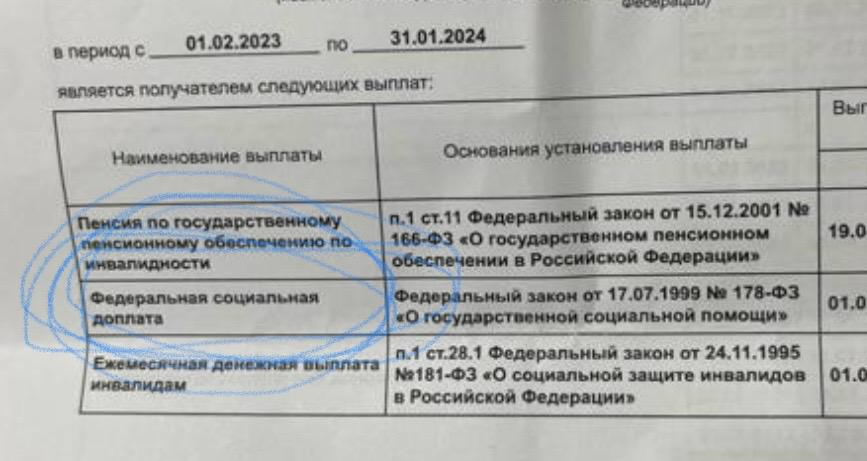 Федерации)
в период с 01.02.2023 по 31.01.2024
является получателем следующих выплат:
Наименование выплаты
Основания установления выплаты
Пенсия по государственному
пенсионному обеспечению по
инвалидности
п.1 ст.11 Федеральный закон от 15.12.2001 №
166-ФЗ «О государственном пенсионном
обеспечении в Российской Федерации»
19.0
Федеральная социальная
доплата
Федеральный закон от 17.07.1999 № 178-ФЗ
«О государственной социальной помощи»
01.0
Ежемесячная денежная выплата
инвалидам
п.1 ст.28.1 Федеральный закон от 24.11.1995
№181-ФЗ «О социальной защите инвалидов
в Российской Федерации»
01.0